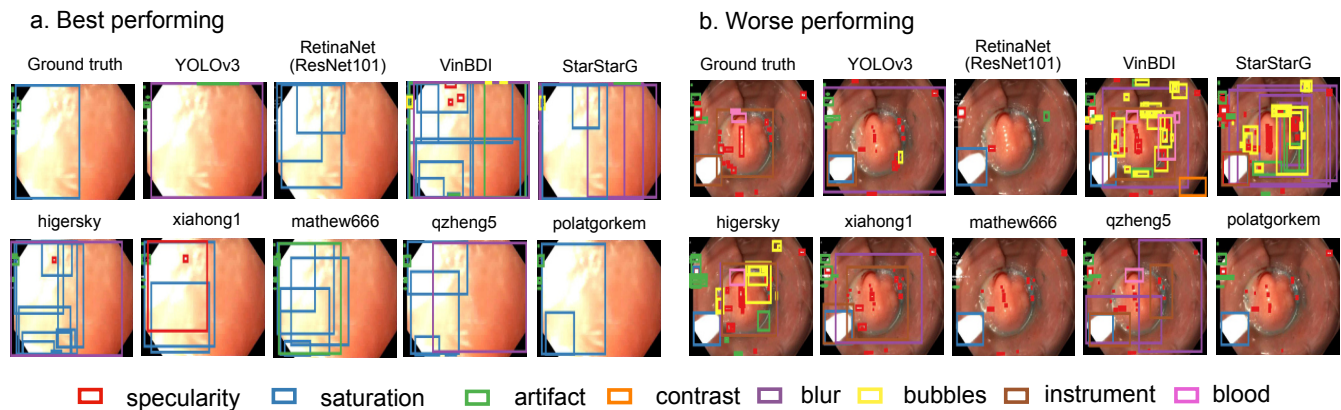 a. Best performing
Ground truth
YOLOv3
RetinaNet
(ResNet101)
VinBDI
StarStarG
higersky
xiahong1
mathew666
qzheng5
polatgorkem
b. Worse performing
Ground truth
YOLOv3
RetinaNet
(ResNet101)
VinBDI
StarStarG
higersky
xiahong1
mathew666
qzheng5
polatgorkem
specularity
saturation
artifact
contrast
blur
bubbles
instrument
blood